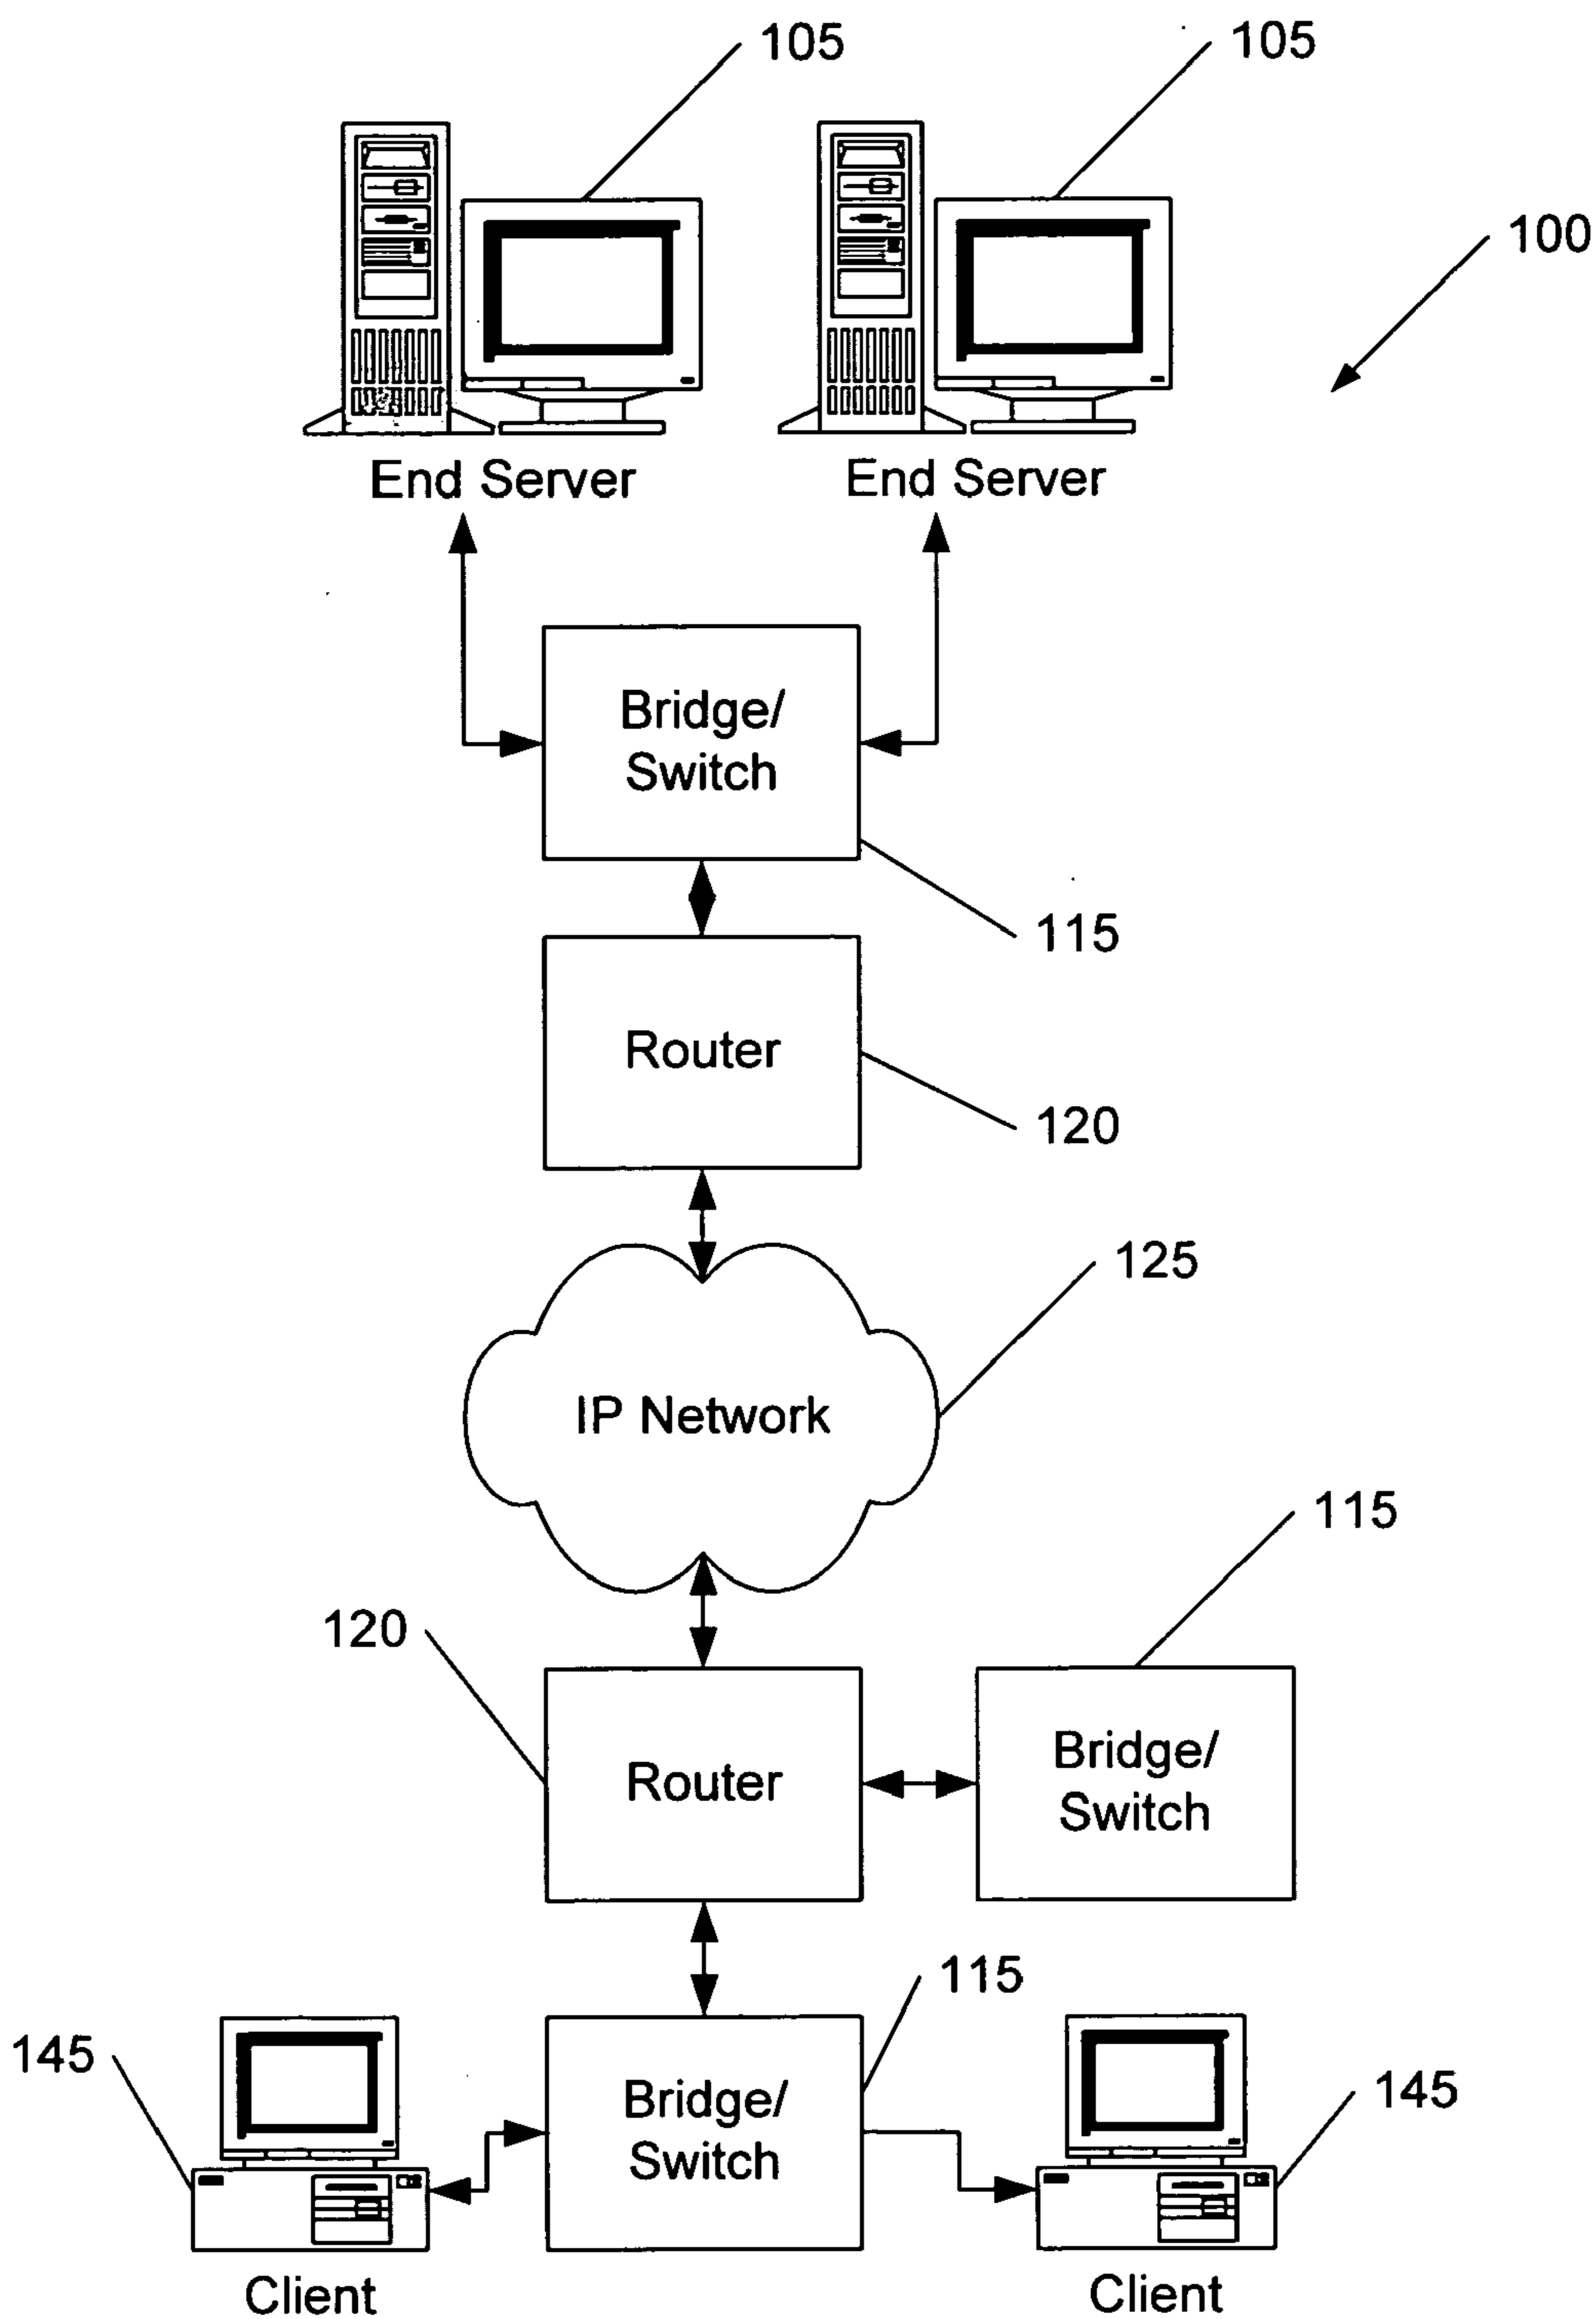 105
105
100
End Server
End Server
Bridge/
Switch
115
Router
120
125
IP Network
115
120
Router
Bridge/
Switch
115
145
Bridge/
Switch
145
Client
Client